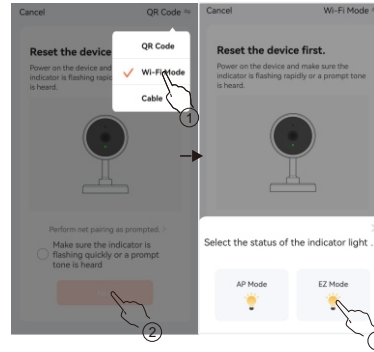 Cancel
QR Code
QR Code
Wi-Fi Mode
Cable
Reset the device
Power on the device and
indicator is flashing
is heard.
1
Perform net pairing as prompted.
Make sure the indicator is
flashing quickly or a prompt
tone is heard
2
Cancel
Wi-Fi Mode
Reset the device first.
Power on the device and make sure the
indicator is flashing rapidly or a prompt tone
is heard.
Select the status of the indicator light .
AP Mode
EZ Mode